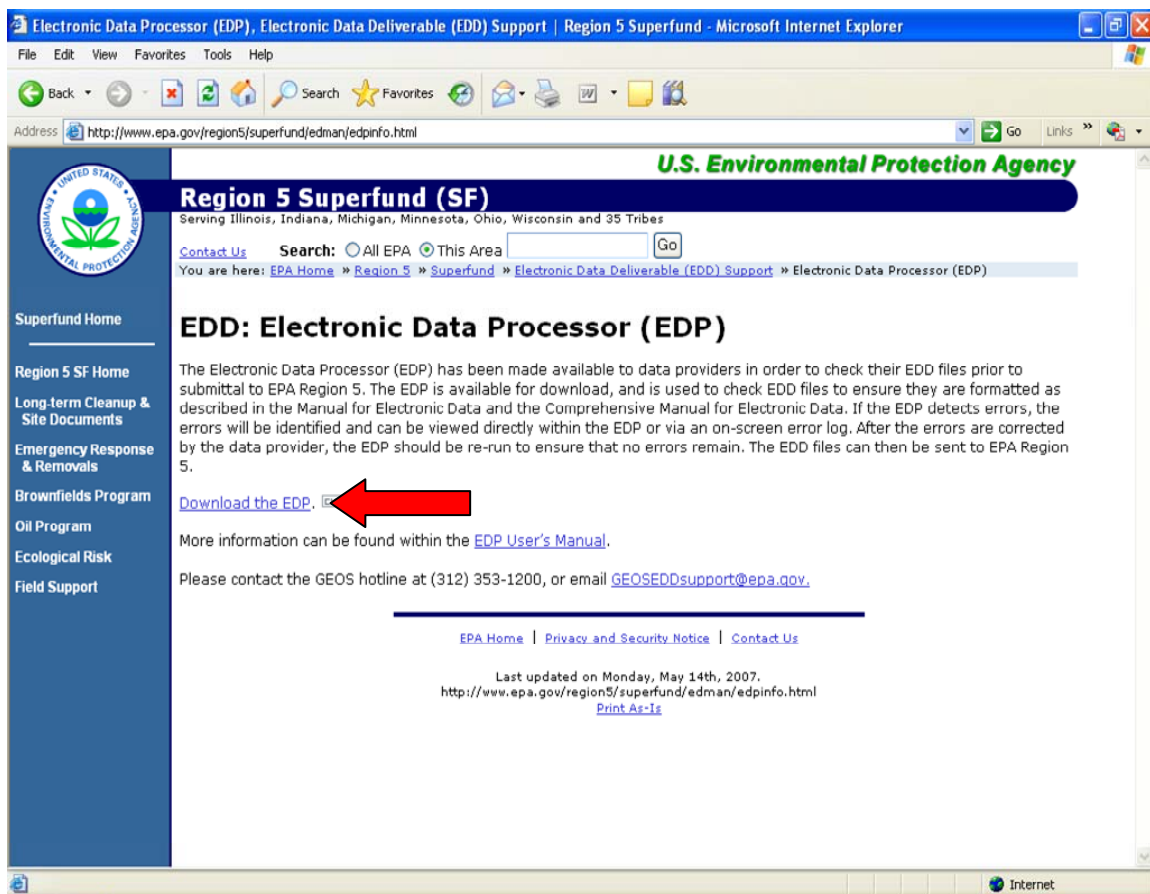 Electronic Data Processor (EDP), Electronic Data Deliverable (EDD) Support | Region 5 Superfund - Microsoft Internet Explorer
File Edit View Favorites Tools Help
Back Search Favorites
Address http://www.epa.gov/region5/superfund/edman/edpinfo.html Go Links »
UNITED STATES ENVIRONMENTAL PROTECTION AGENCY
U.S. Environmental Protection Agency
Region 5 Superfund (SF)
Serving Illinois, Indiana, Michigan, Minnesota, Ohio, Wisconsin and 35 Tribes
Contact Us Search: All EPA This Area Go
You are here: EPA Home » Region 5 » Superfund » Electronic Data Deliverable (EDD) Support » Electronic Data Processor (EDP)
Superfund Home
Region 5 SF Home
Long-term Cleanup &
Site Documents
Emergency Response
& Removals
Brownfields Program
Oil Program
Ecological Risk
Field Support
EDD: Electronic Data Processor (EDP)
The Electronic Data Processor (EDP) has been made available to data providers in order to check their EDD files prior to
submittal to EPA Region 5. The EDP is available for download, and is used to check EDD files to ensure they are formatted as
described in the Manual for Electronic Data and the Comprehensive Manual for Electronic Data. If the EDP detects errors, the
errors will be identified and can be viewed directly within the EDP or via an on-screen error log. After the errors are corrected
by the data provider, the EDP should be re-run to ensure that no errors remain. The EDD files can then be sent to EPA Region
5.
Download the EDP.
More information can be found within the EDP User's Manual.
Please contact the GEOS hotline at (312) 353-1200, or email GEOSEDDsupport@epa.gov.
EPA Home | Privacy and Security Notice | Contact Us
Last updated on Monday, May 14th, 2007.
http://www.epa.gov/region5/superfund/edman/edpinfo.html
Print As-Is
Internet